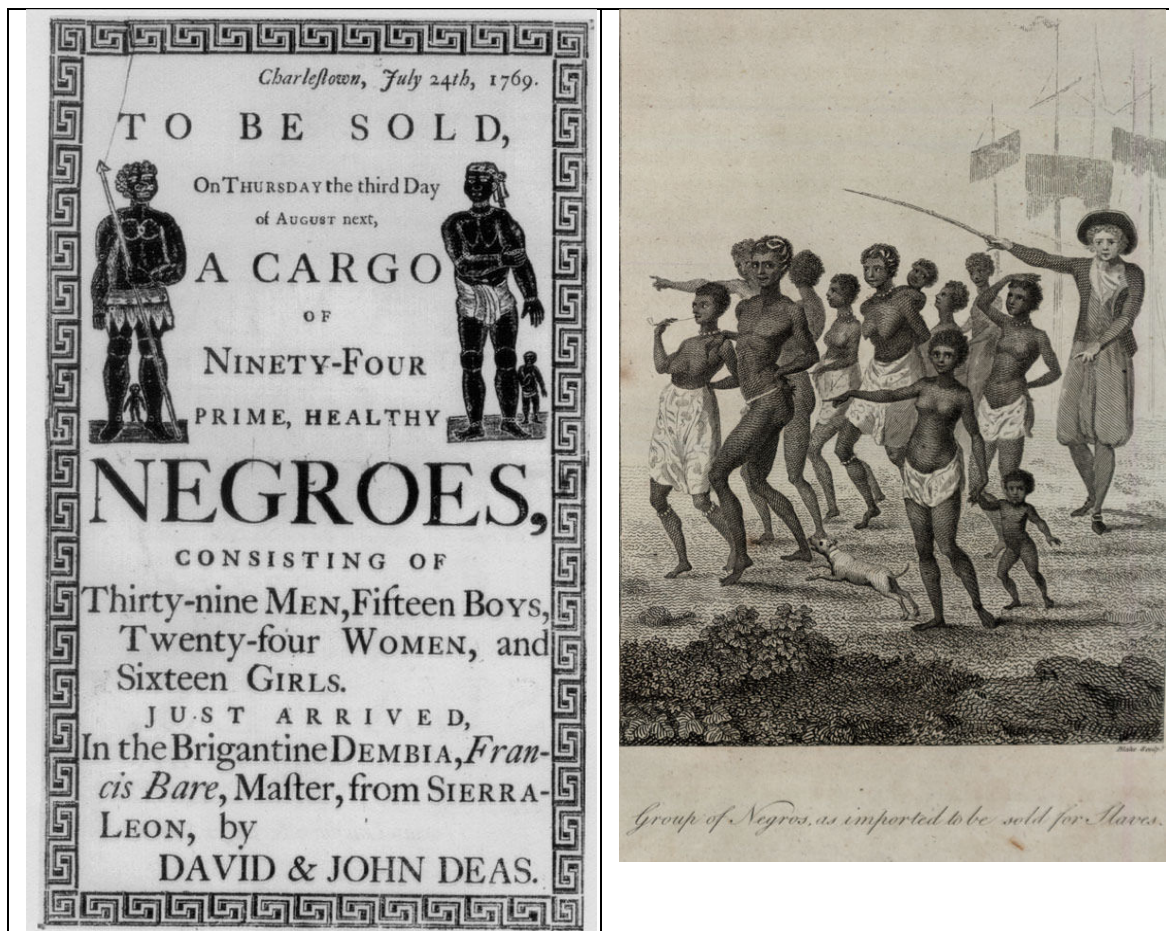 Charleſtown, July 24th, 1769.
TO BE SOLD,
On THURSDAY the third Day
of AUGUST next,
A CARGO
OF
NINETY-FOUR
PRIME, HEALTHY
NEGROES,
CONSISTING OF
Thirty-nine MEN, Fifteen BOYS,
Twenty-four WOMEN, and
Sixteen GIRLS.
JUST ARRIVED,
In the Brigantine DEMBIA, Fran-
cis Bare, Maſter, from SIERRA-
LEON, by
DAVID & JOHN DEAS.
Blake Sculpt
Group of Negros, as imported to be sold for Slaves.